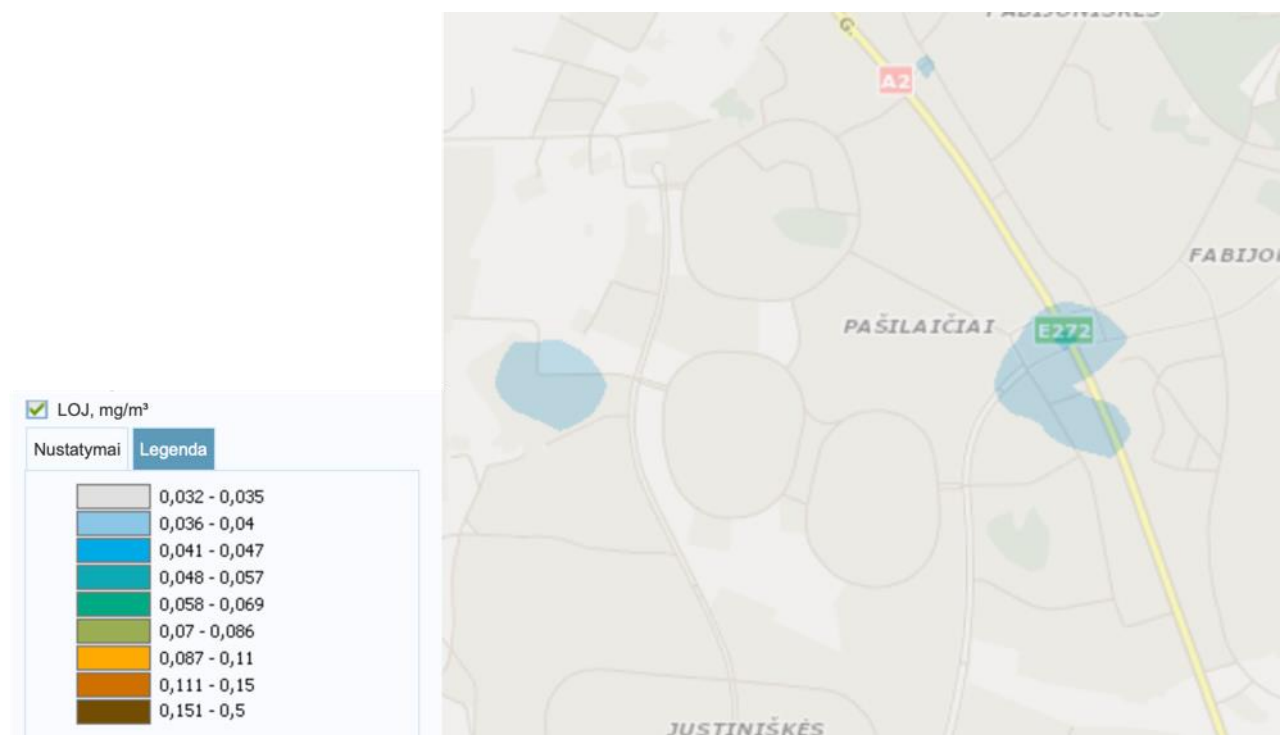 LOJ, mg/m³
Nustatymai Legenda
0,032 - 0,035
0,036 - 0,04
0,041 - 0,047
0,048 - 0,057
0,058 - 0,069
0,07 - 0,086
0,087 - 0,11
0,111 - 0,15
0,151 - 0,5
FABIJONIŠKĖS
G.
A2
FABIJO
PAŠILAIČIAI
E272
JUSTINIŠKĖS